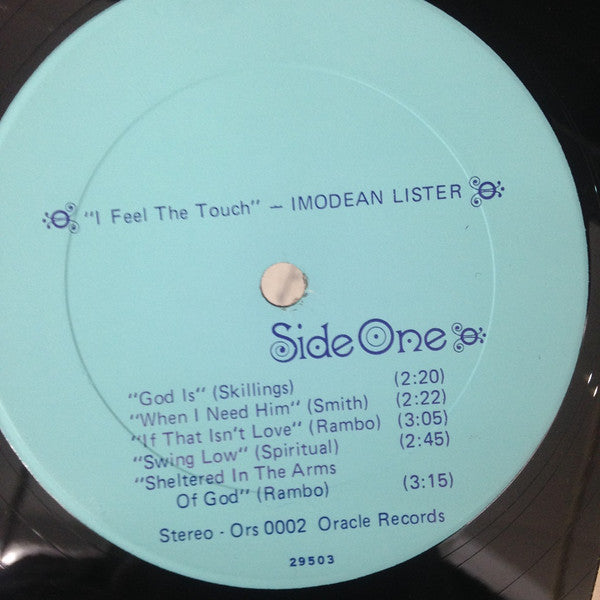 "I Feel The Touch" — IMODEAN LISTER
Side One
"God Is" (Skillings) (2:20)
"When I Need Him" (Smith) (2:22)
"If That Isn't Love" (Rambo) (3:05)
"Swing Low" (Spiritual) (2:45)
"Sheltered In The Arms
Of God" (Rambo) (3:15)
Stereo - Ors 0002 Oracle Records
29503